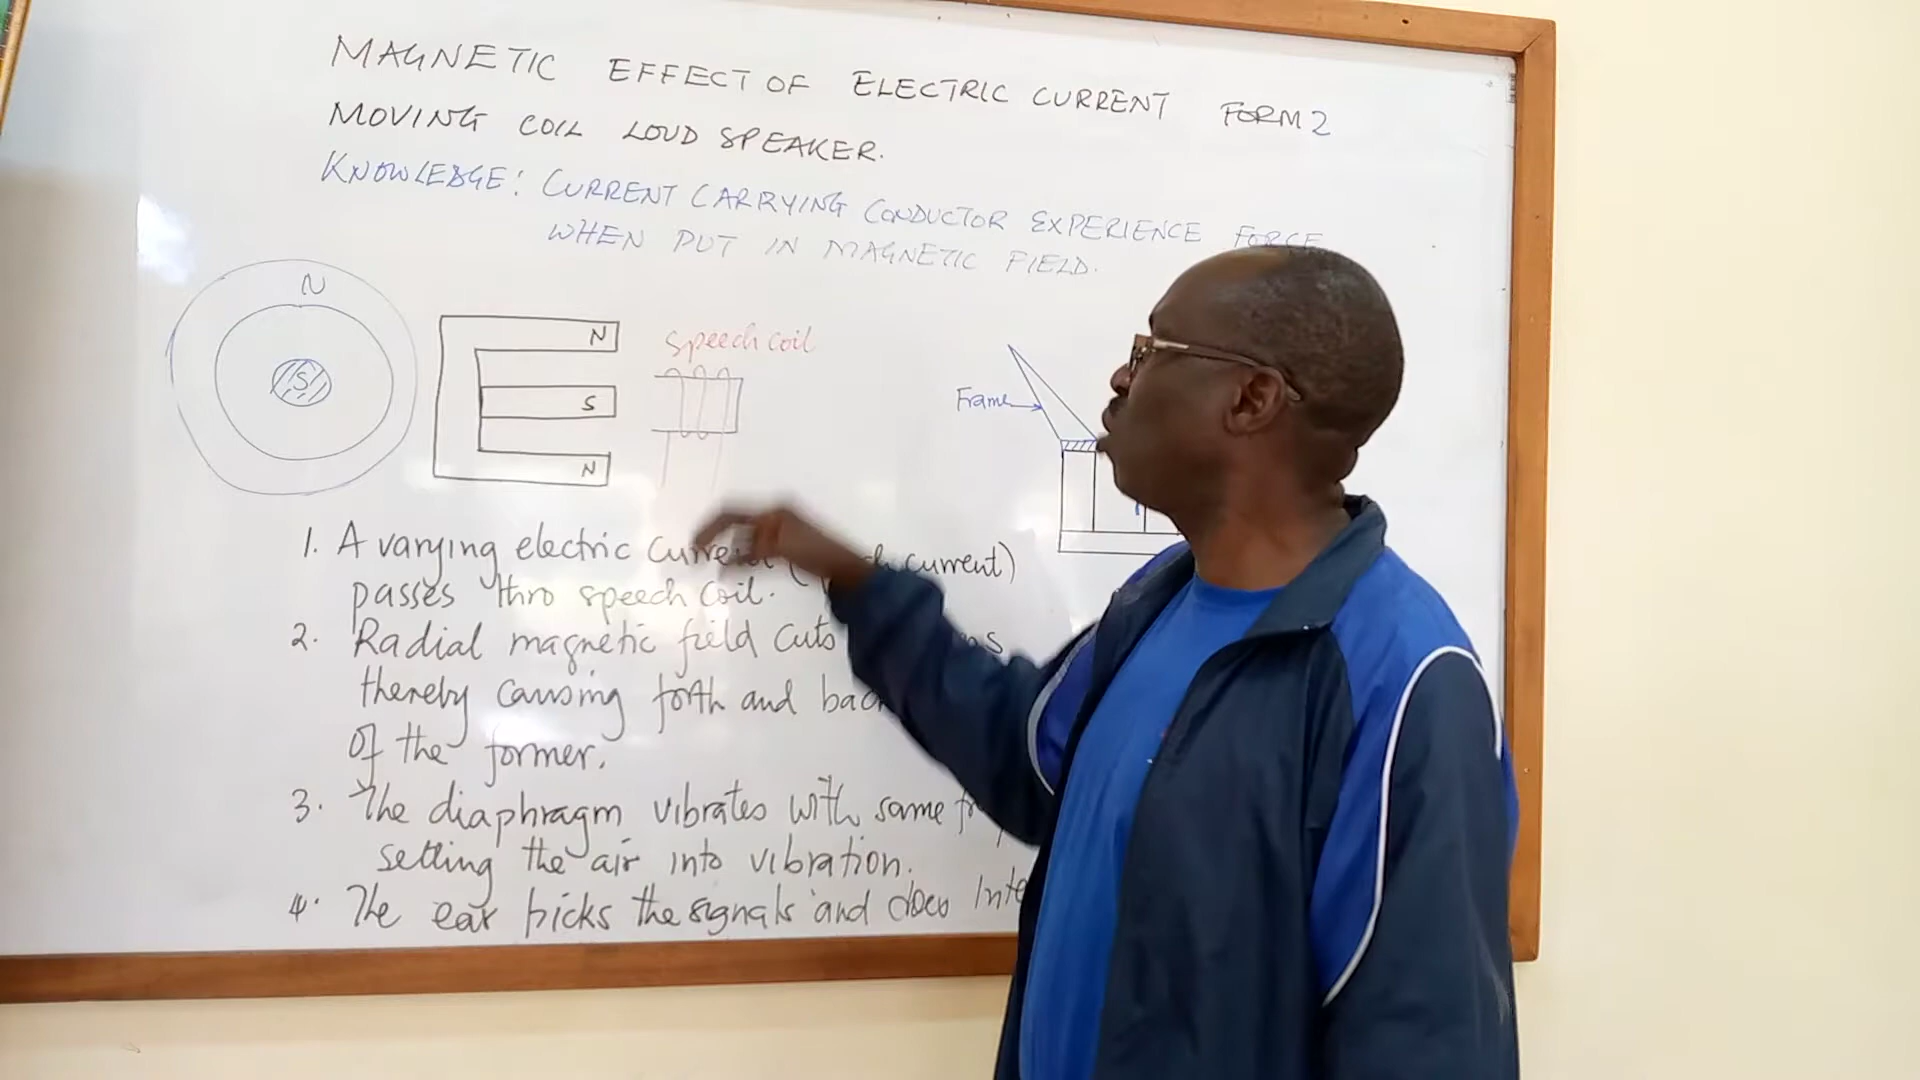 MAGNETIC EFFECT OF ELECTRIC CURRENT FORM 2
MOVING COIL LOUD SPEAKER.
KNOWLEDGE: CURRENT CARRYING CONDUCTOR EXPERIENCE FORCE
WHEN PUT IN MAGNETIC FIELD.
N
S
N
S
N
speech coil
Frame
1. A varying electric current current)
passes thro speech coil.
2. Radial magnetic field cuts
thereby causing forth and
of the former.
3. The diaphragm vibrates with same
setting the air into vibration.
4. The ear picks the signals and does